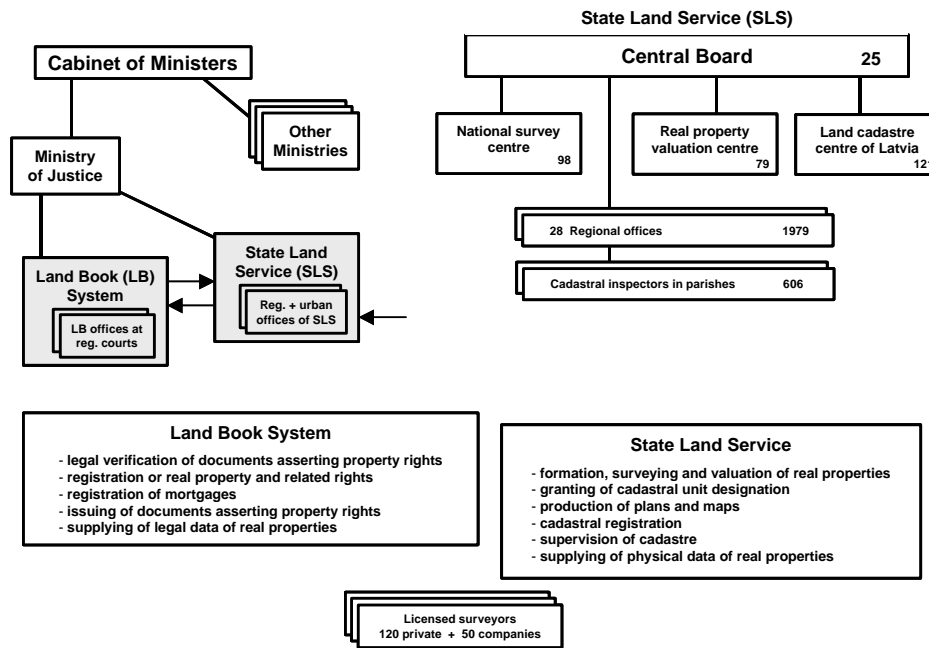 State Land Service (SLS)
Cabinet of Ministers
Central Board 25
Other
Ministries
National survey
centre
98
Real property
valuation centre
79
Land cadastre
centre of Latvia
121
Ministry
of Justice
28 Regional offices 1979
Cadastral inspectors in parishes 606
Land Book (LB)
System
LB offices at
reg. courts
State Land
Service (SLS)
Reg. + urban
offices of SLS
Land Book System
- legal verification of documents asserting property rights
- registration or real property and related rights
- registration of mortgages
- issuing of documents asserting property rights
- supplying of legal data of real properties
State Land Service
- formation, surveying and valuation of real properties
- granting of cadastral unit designation
- production of plans and maps
- cadastral registration
- supervision of cadastre
- supplying of physical data of real properties
Licensed surveyors
120 private + 50 companies